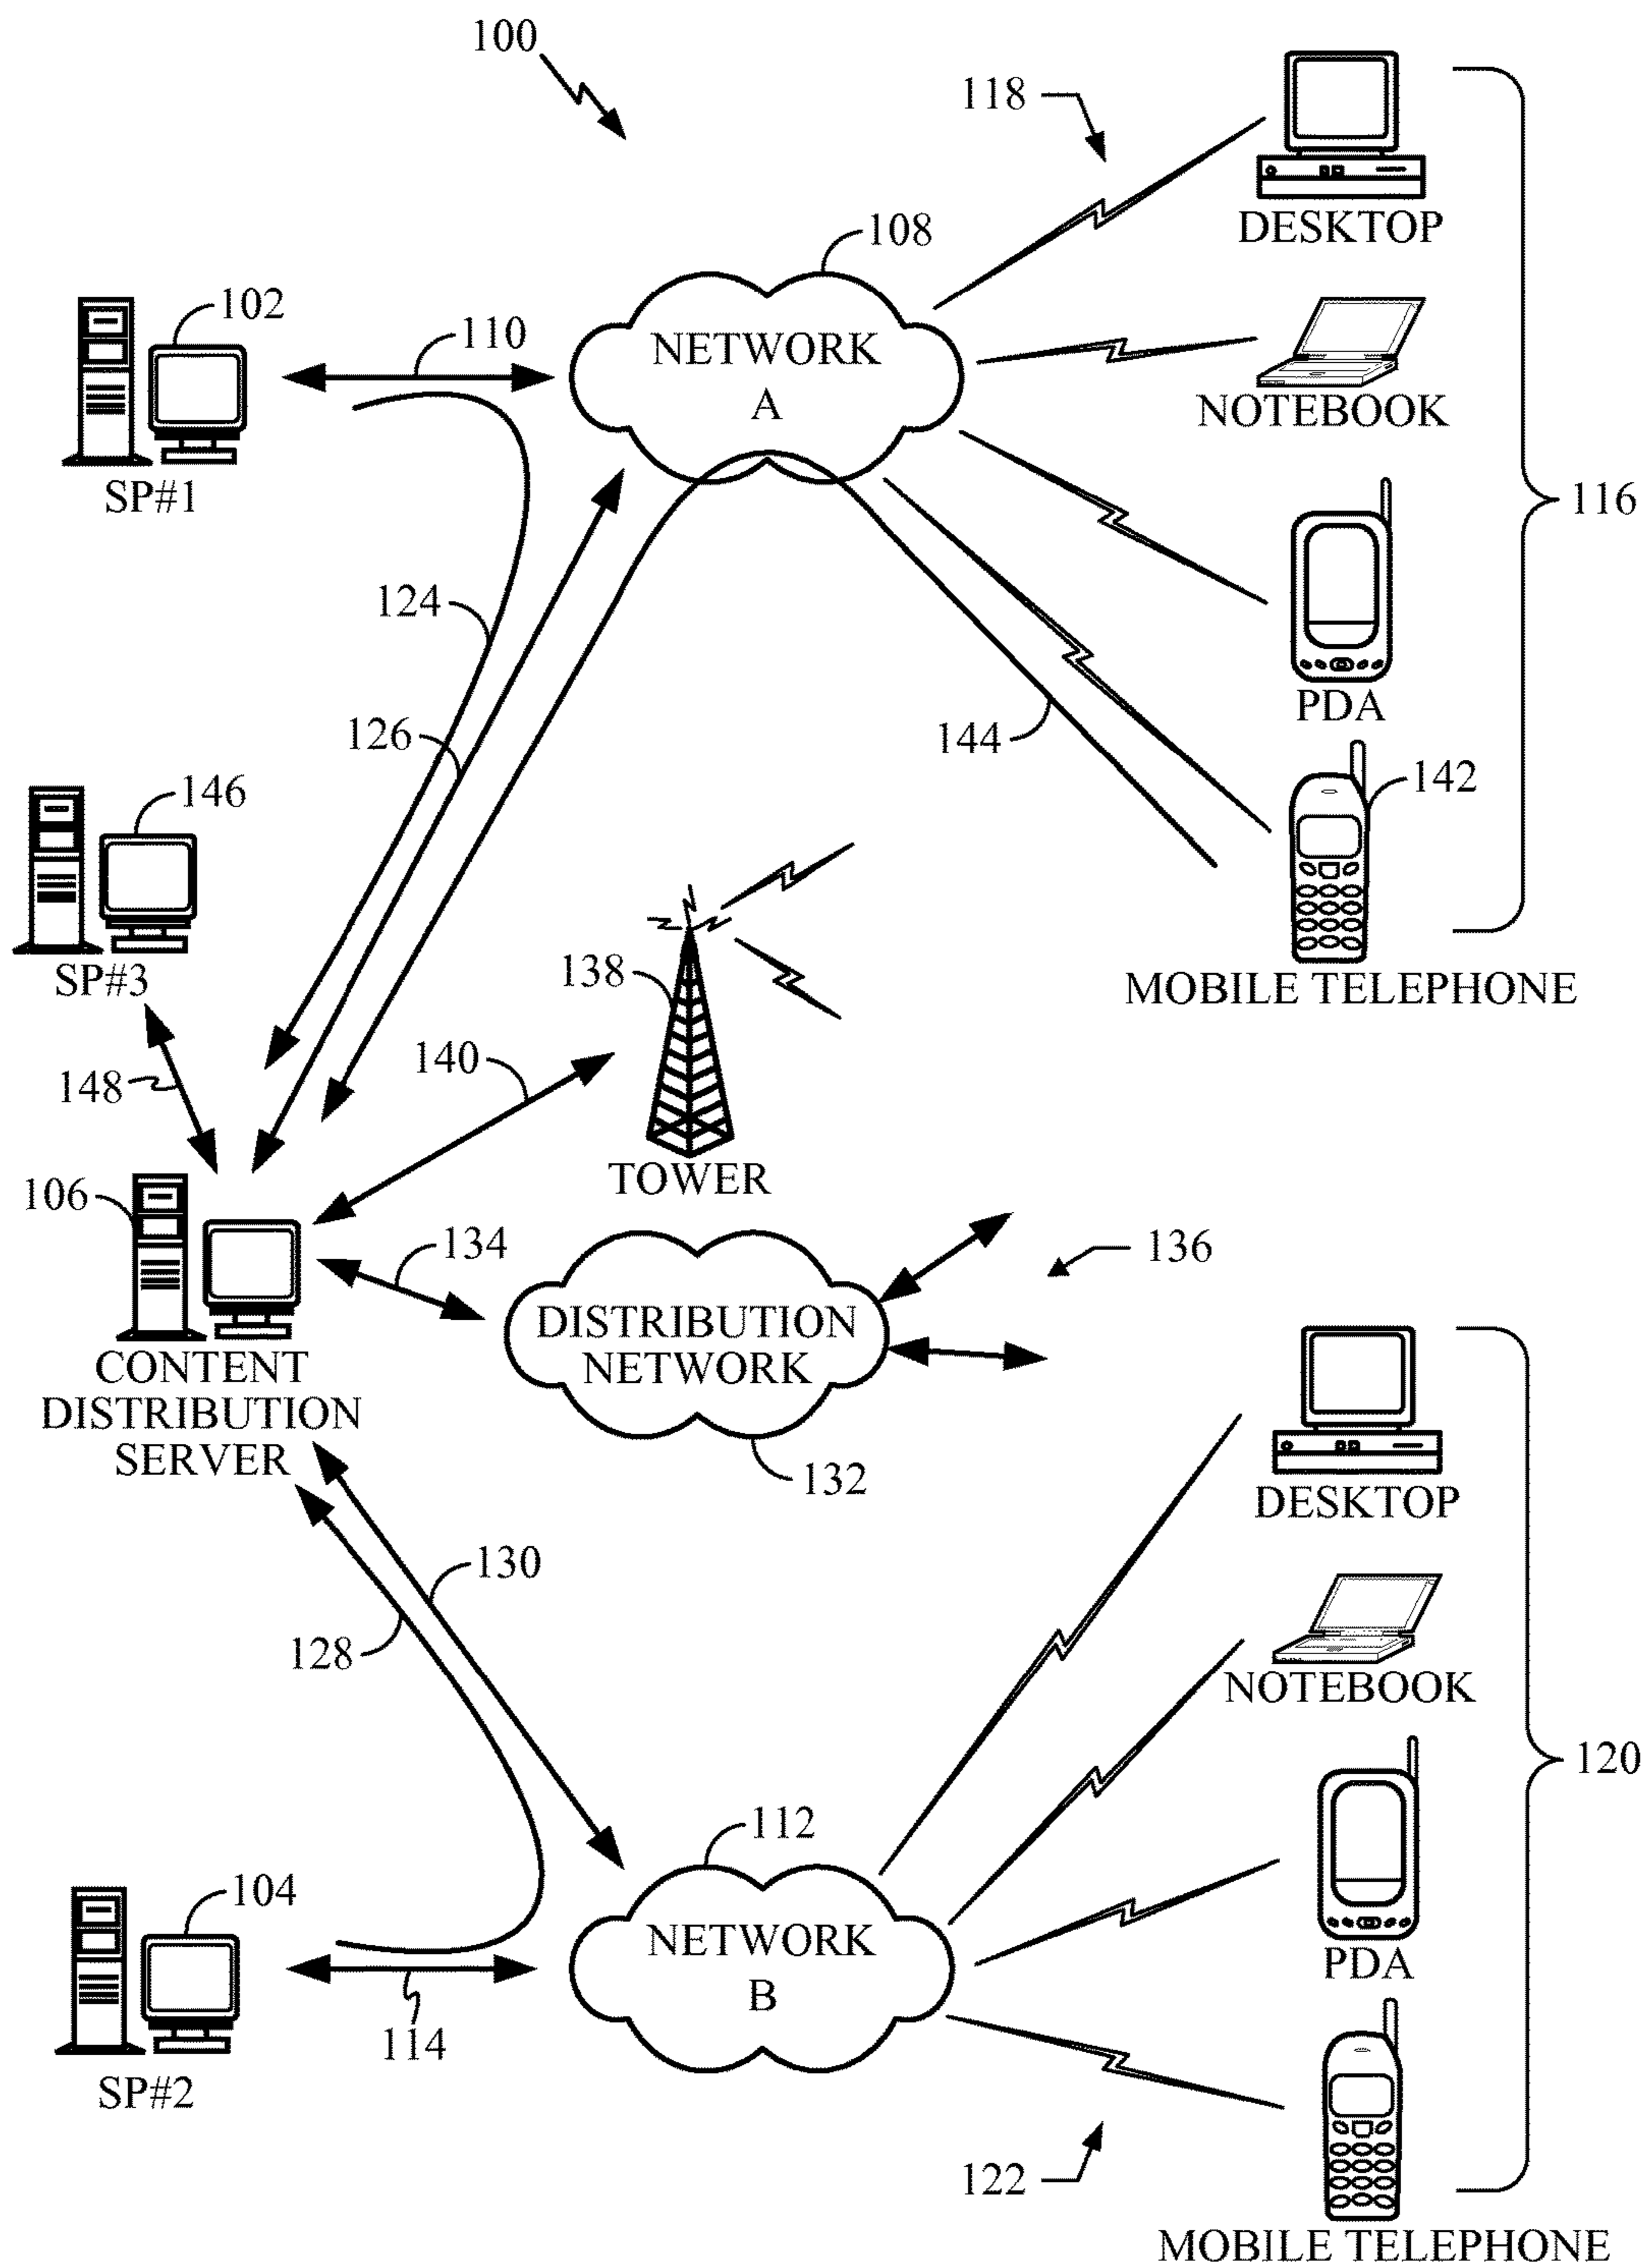 100
118
DESKTOP
108
102
110
NETWORK
A
NOTEBOOK
SP#1
116
124
PDA
126
144
142
146
SP#3
138
MOBILE TELEPHONE
140
148
TOWER
106
134
136
DISTRIBUTION
NETWORK
CONTENT
DISTRIBUTION
SERVER
132
DESKTOP
130
128
NOTEBOOK
120
112
104
NETWORK
B
PDA
114
SP#2
122
MOBILE TELEPHONE